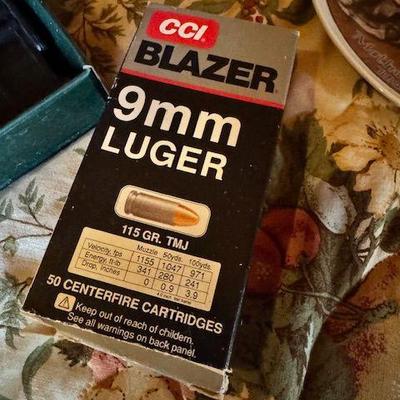 CCI
BLAZER
9mm
LUGER
115 GR. TMJ
Muzzle 50yds. 100yds.
Velocity, fps 1155 1047 971
Energy, ft-lb 341 280 241
Drop, inches 0 0.9 3.9
50 CENTERFIRE CARTRIDGES
Keep out of reach of childern.
See all warnings on back panel.